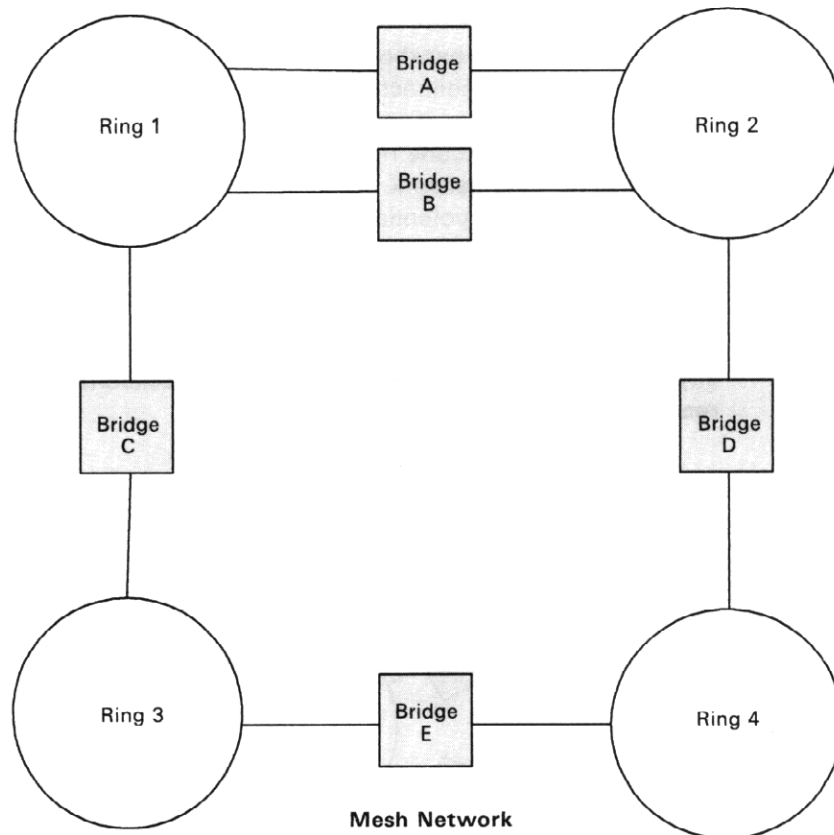 Bridge
A
Ring 1
Ring 2
Bridge
B
Bridge
C
Bridge
D
Ring 3
Bridge
E
Ring 4
Mesh Network